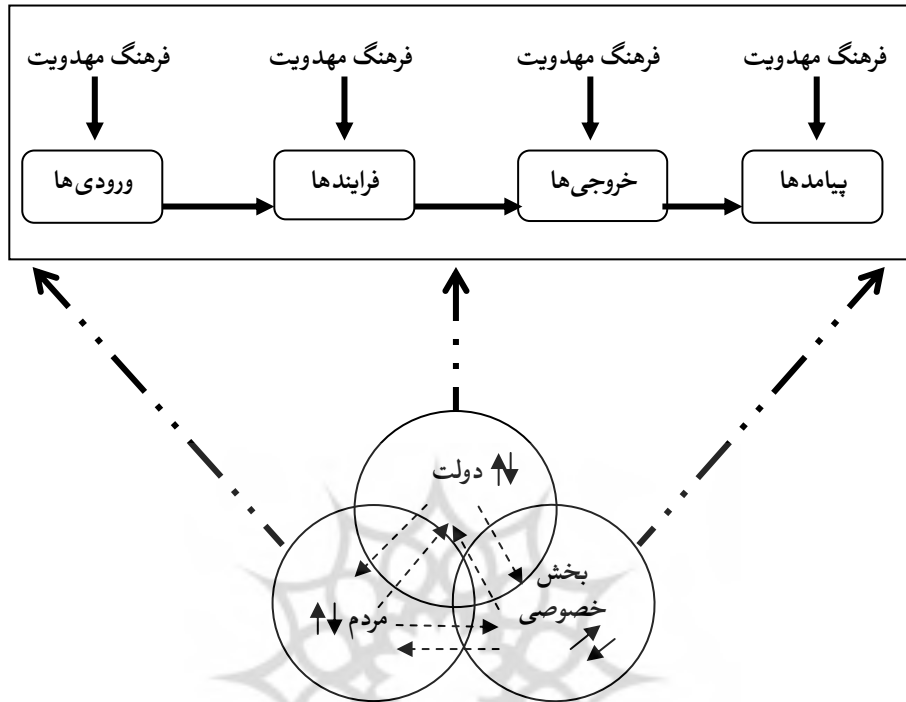 فرهنگ مهدویت
فرهنگ مهدویت
فرهنگ مهدویت
فرهنگ مهدویت
ورودی‌ها
فرایندها
خروجی‌ها
پیامدها
دولت
بخش
خصوصی
مردم